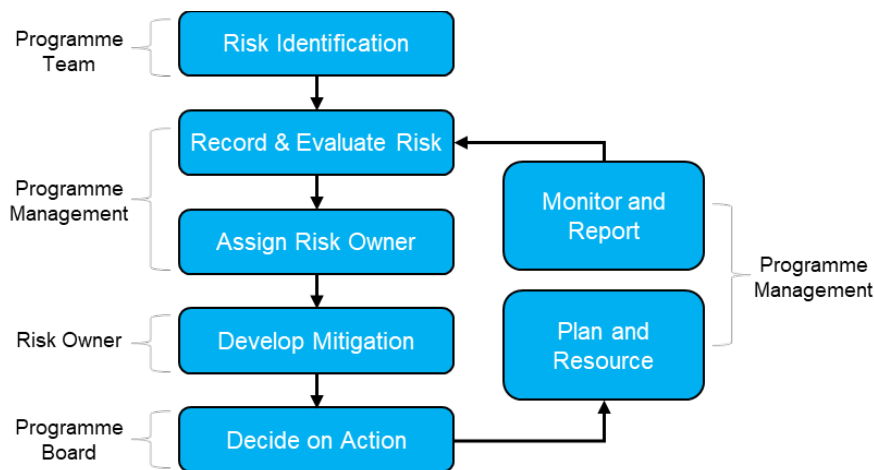 Programme
Team
Risk Identification
Record & Evaluate Risk
Programme
Management
Assign Risk Owner
Monitor and
Report
Programme
Management
Risk Owner
Develop Mitigation
Plan and
Resource
Programme
Board
Decide on Action